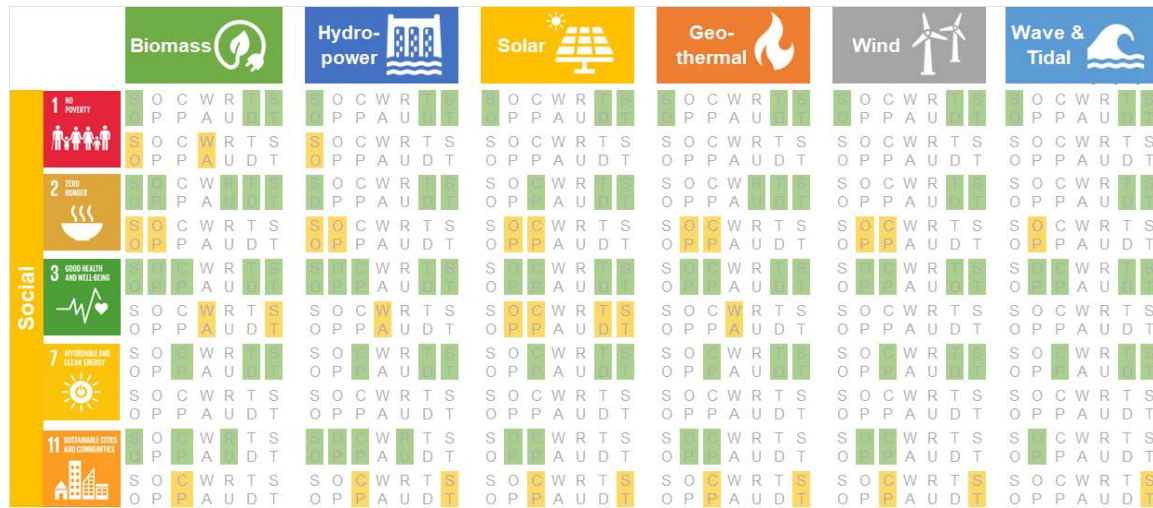 Biomass
Hydro-
power
Solar
Geo-
thermal
Wind
Wave &
Tidal
Social
1 NO
POVERTY
S O C W R T S S O C W R T S S O C W R T S S O C W R T S S O C W R T S S O C W R T S
O P P A U D T O P P A U D T O P P A U D T O P P A U D T O P P A U D T O P P A U D T
S O C W R T S S O C W R T S S O C W R T S S O C W R T S S O C W R T S S O C W R T S
O P P A U D T O P P A U D T O P P A U D T O P P A U D T O P P A U D T O P P A U D T
2 ZERO
HUNGER
S O C W R T S S O C W R T S S O C W R T S S O C W R T S S O C W R T S S O C W R T S
O P P A U D T O P P A U D T O P P A U D T O P P A U D T O P P A U D T O P P A U D T
S O C W R T S S O C W R T S S O C W R T S S O C W R T S S O C W R T S S O C W R T S
O P P A U D T O P P A U D T O P P A U D T O P P A U D T O P P A U D T O P P A U D T
3 GOOD HEALTH
AND WELL-BEING
S O C W R T S S O C W R T S S O C W R T S S O C W R T S S O C W R T S S O C W R T S
O P P A U D T O P P A U D T O P P A U D T O P P A U D T O P P A U D T O P P A U D T
S O C W R T S S O C W R T S S O C W R T S S O C W R T S S O C W R T S S O C W R T S
O P P A U D T O P P A U D T O P P A U D T O P P A U D T O P P A U D T O P P A U D T
7 AFFORDABLE AND
CLEAN ENERGY
S O C W R T S S O C W R T S S O C W R T S S O C W R T S S O C W R T S S O C W R T S
O P P A U D T O P P A U D T O P P A U D T O P P A U D T O P P A U D T O P P A U D T
S O C W R T S S O C W R T S S O C W R T S S O C W R T S S O C W R T S S O C W R T S
O P P A U D T O P P A U D T O P P A U D T O P P A U D T O P P A U D T O P P A U D T
11 SUSTAINABLE CITIES
AND COMMUNITIES
S O C W R T S S O C W R T S S O C W R T S S O C W R T S S O C W R T S S O C W R T S
O P P A U D T O P P A U D T O P P A U D T O P P A U D T O P P A U D T O P P A U D T
S O C W R T S S O C W R T S S O C W R T S S O C W R T S S O C W R T S S O C W R T S
O P P A U D T O P P A U D T O P P A U D T O P P A U D T O P P A U D T O P P A U D T